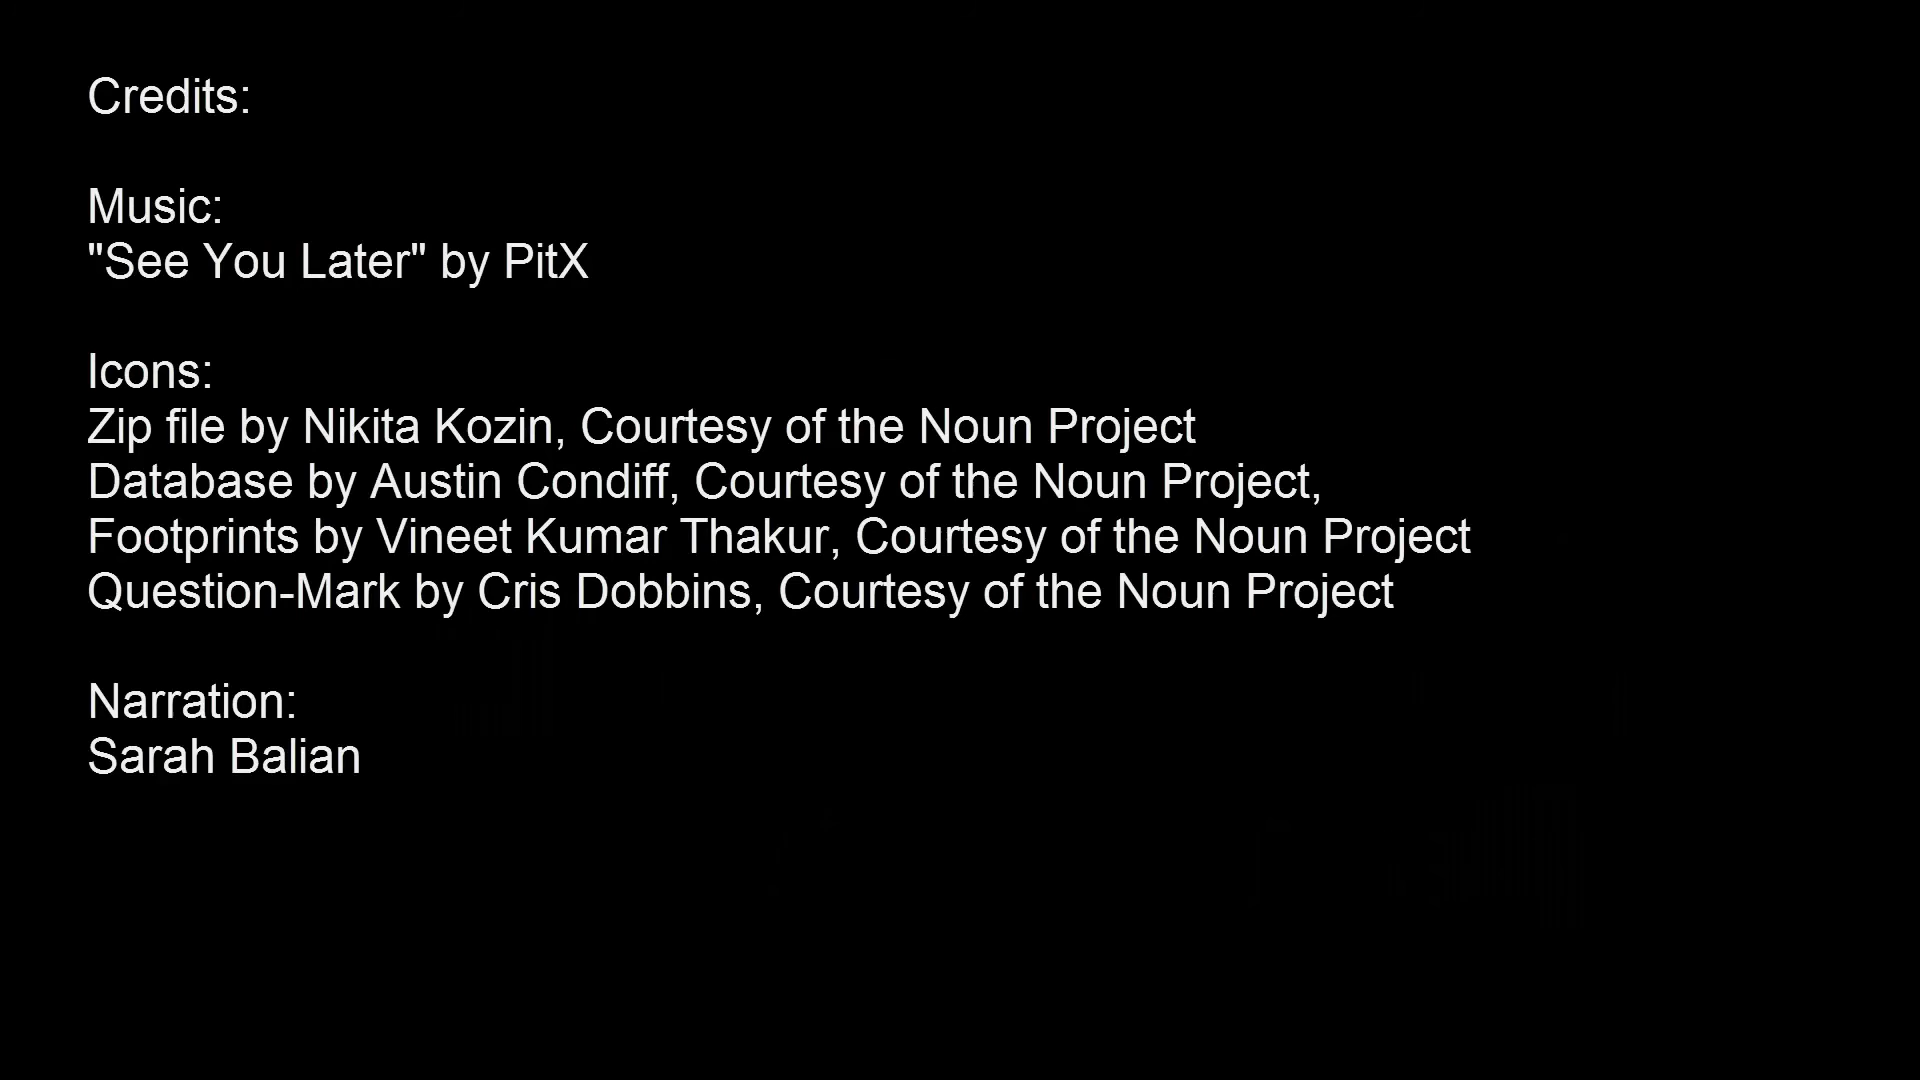 Credits:
Music:
"See You Later" by PitX
Icons:
Zip file by Nikita Kozin, Courtesy of the Noun Project
Database by Austin Condiff, Courtesy of the Noun Project,
Footprints by Vineet Kumar Thakur, Courtesy of the Noun Project
Question-Mark by Cris Dobbins, Courtesy of the Noun Project
Narration:
Sarah Balian